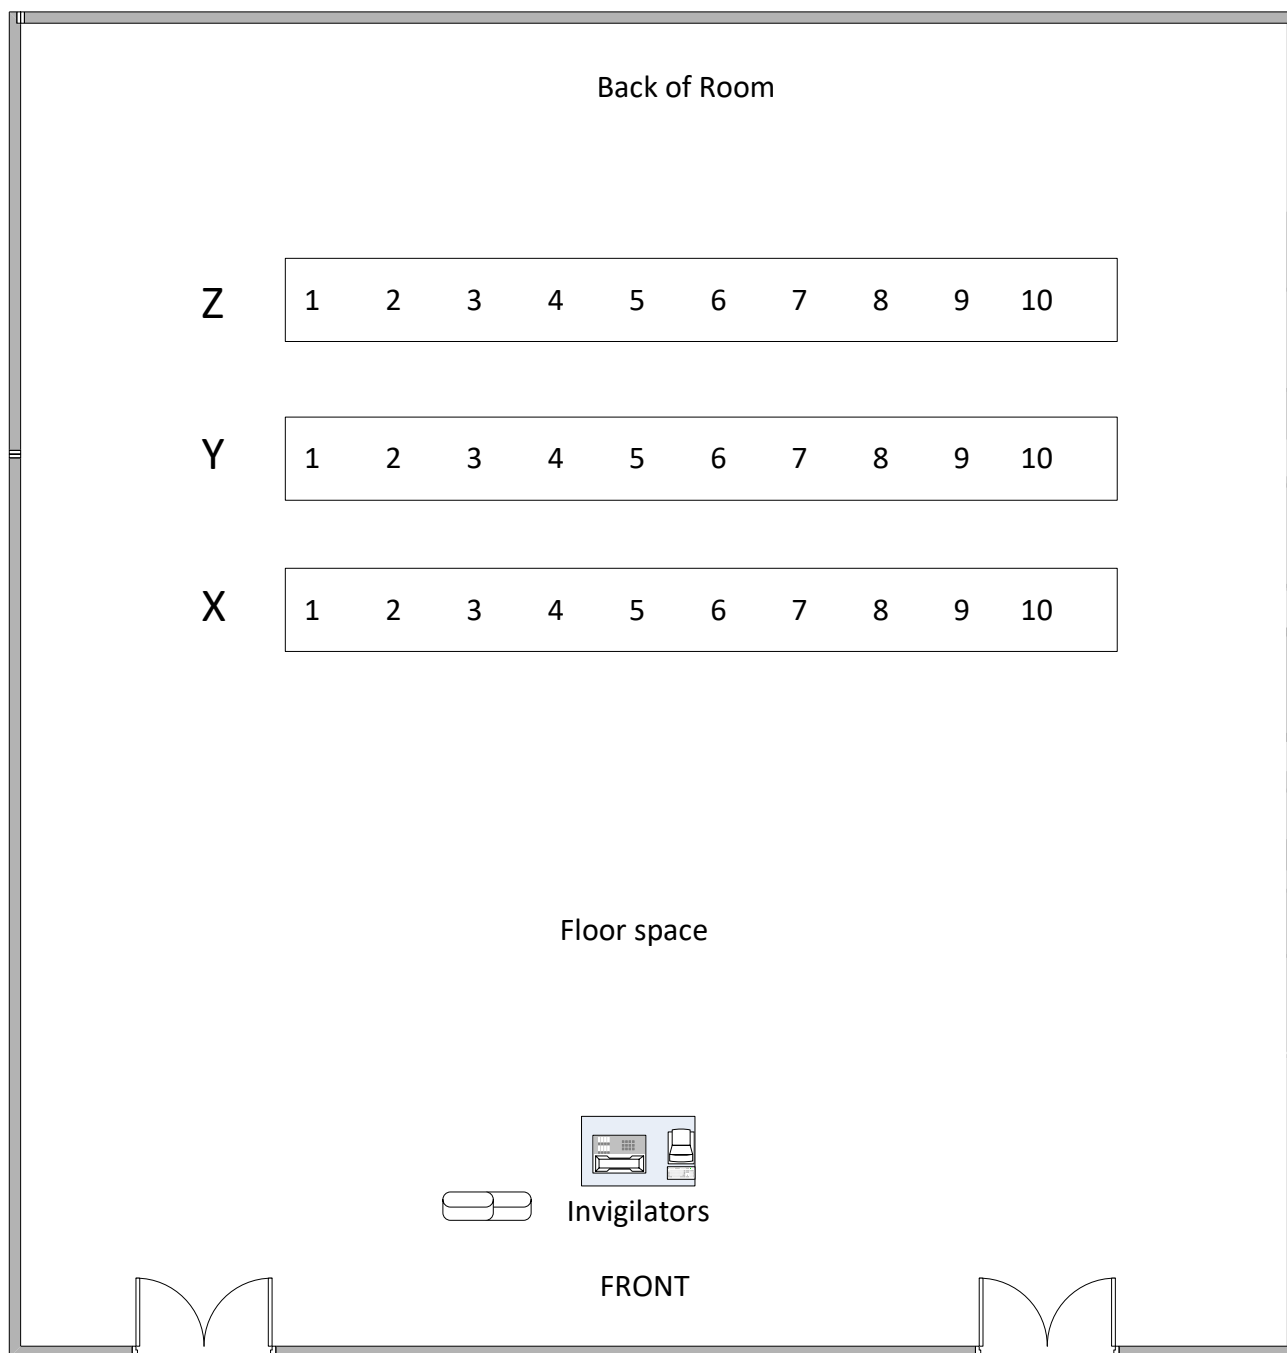 Back of Room
Z 1 2 3 4 5 6 7 8 9 10
Y 1 2 3 4 5 6 7 8 9 10
X 1 2 3 4 5 6 7 8 9 10
Floor space
Invigilators
FRONT